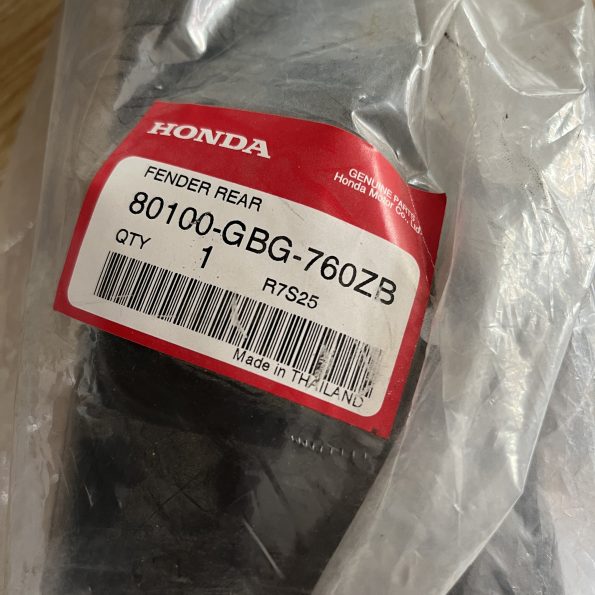 HONDA
GENUINE PARTS
Honda Motor Co., Ltd.
FENDER REAR
80100-GBG-760ZB
QTY 1 R7S25
Made in THAILAND